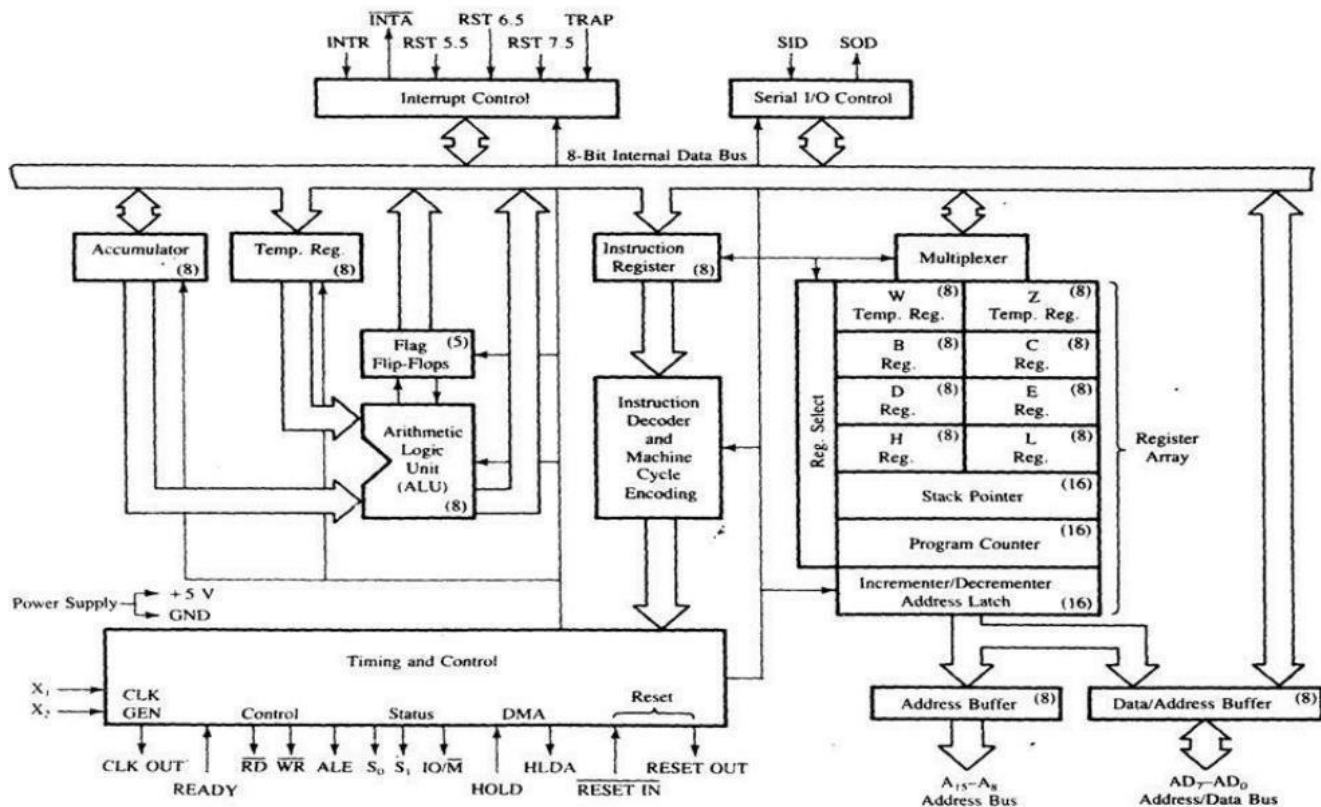 INTA RST 6.5 TRAP
INTR RST 5.5 RST 7.5
SID SOD
Interrupt Control
Serial I/O Control
8-Bit Internal Data Bus
Accumulator
(8)
Temp. Reg.
(8)
Instruction
Register
(8)
Multiplexer
Flag
Flip-Flops
(5)
Arithmetic
Logic
Unit
(ALU)
(8)
Instruction
Decoder
and
Machine
Cycle
Encoding
Reg. Select
W (8)
Temp. Reg.
Z (8)
Temp. Reg.
B (8)
Reg.
C (8)
Reg.
D (8)
Reg.
E (8)
Reg.
H (8)
Reg.
L (8)
Reg.
(16)
Stack Pointer
(16)
Program Counter
Incrementer/Decrementer
Address Latch (16)
Register
Array
Power Supply
+5 V
GND
Timing and Control
X₁
X₂
CLK
GEN
Control
Status
DMA
Reset
CLK OUT
READY
RD WR ALE S₀ S₁ IO/M
HOLD
HLDA
RESET IN
RESET OUT
Address Buffer (8)
Data/Address Buffer (8)
A₁₅–A₈
Address Bus
AD₇–AD₀
Address/Data Bus